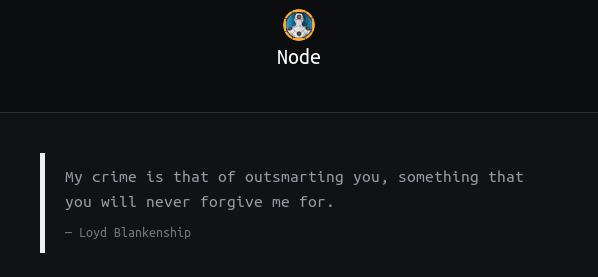 Node
My crime is that of outsmarting you, something that
you will never forgive me for.
— Loyd Blankenship